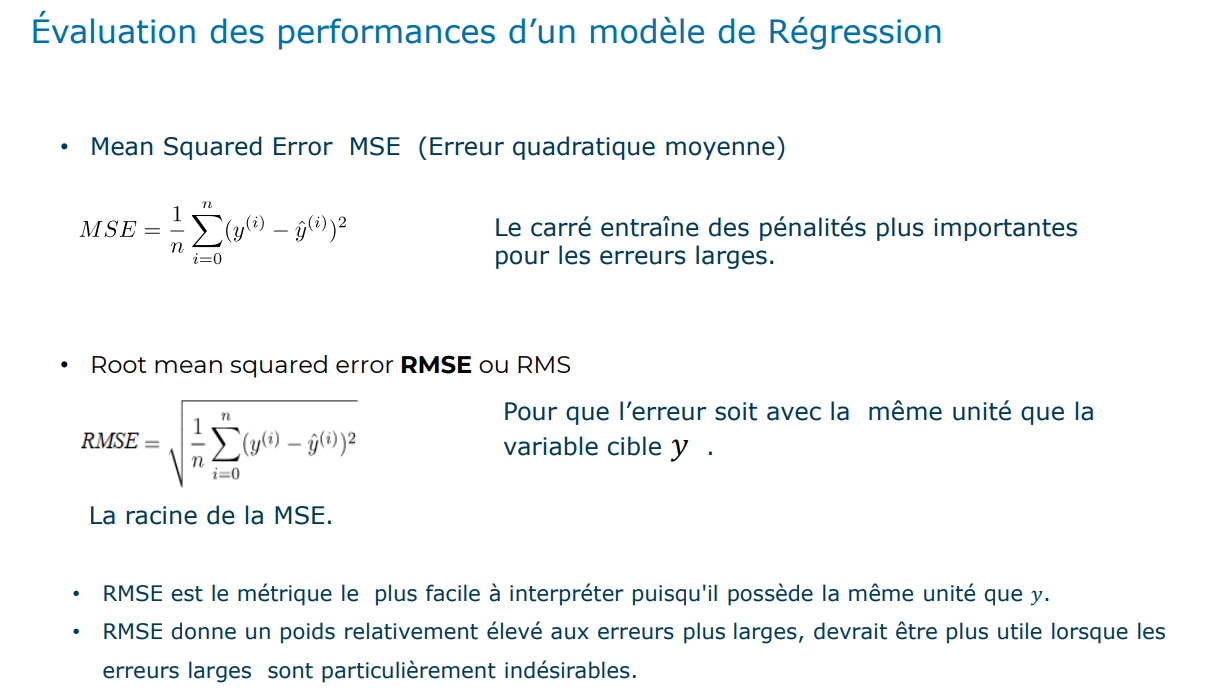 Évaluation des performances d’un modèle de Régression
• Mean Squared Error MSE (Erreur quadratique moyenne)
$MSE = \frac{1}{n} \sum_{i=0}^{n} (y^{(i)} - \hat{y}^{(i)})^2$
Le carré entraîne des pénalités plus importantes
pour les erreurs larges.
• Root mean squared error RMSE ou RMS
$RMSE = \sqrt{\frac{1}{n} \sum_{i=0}^{n} (y^{(i)} - \hat{y}^{(i)})^2}$
Pour que l’erreur soit avec la même unité que la
variable cible y .
La racine de la MSE.
• RMSE est le métrique le plus facile à interpréter puisqu'il possède la même unité que y.
• RMSE donne un poids relativement élevé aux erreurs plus larges, devrait être plus utile lorsque les
erreurs larges sont particulièrement indésirables.